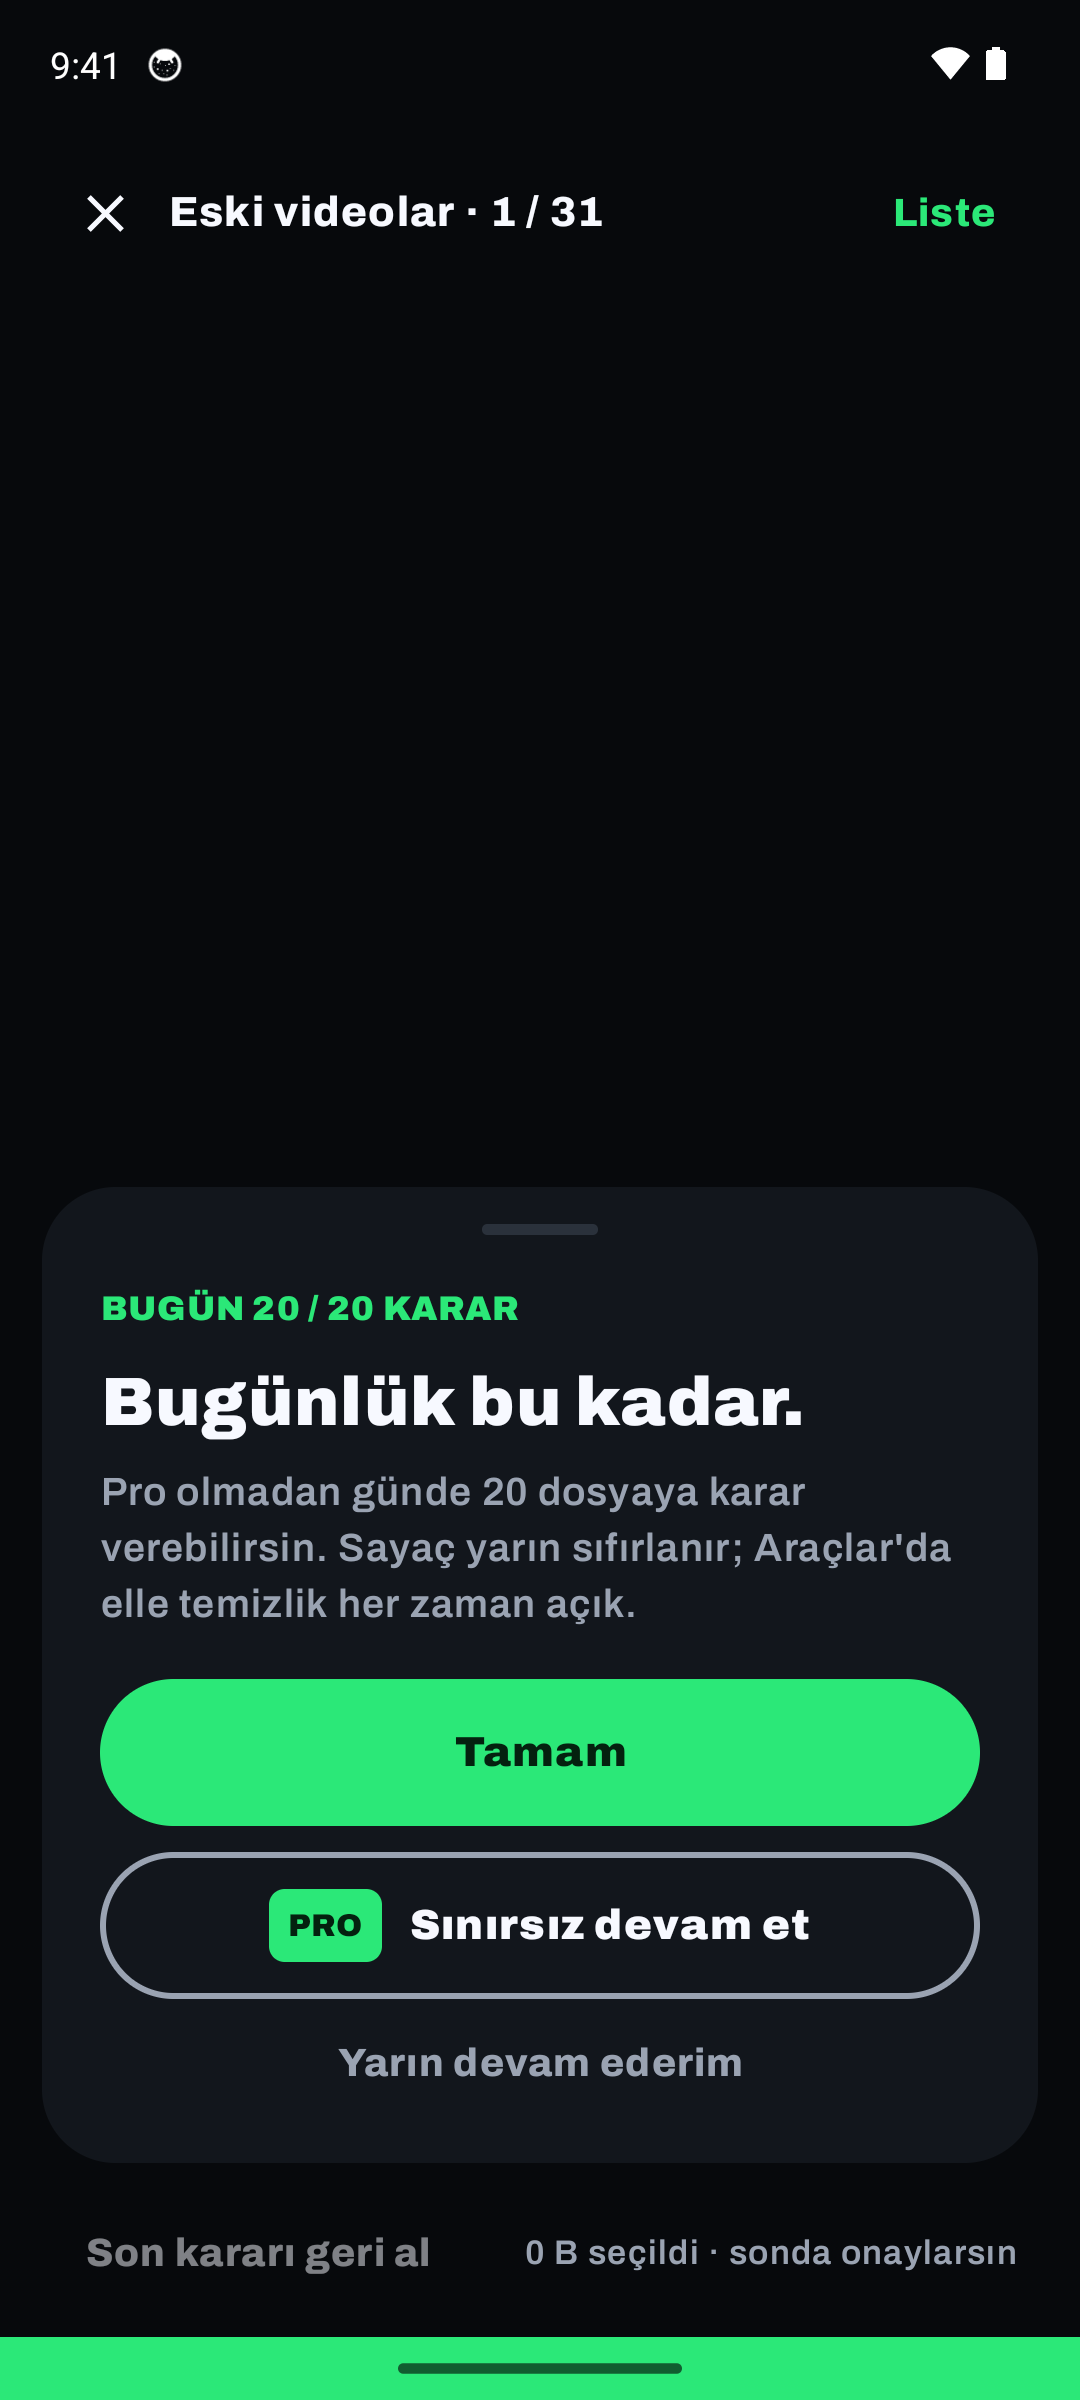 9:41
Eski videolar · 1 / 31
Liste
BUGÜN 20 / 20 KARAR
Bugünlük bu kadar.
Pro olmadan günde 20 dosyaya karar
verebilirsin. Sayaç yarın sıfırlanır; Araçlar'da
elle temizlik her zaman açık.
Tamam
PRO Sınırsız devam et
Yarın devam ederim
Son kararı geri al
0 B seçildi · sonda onaylarsın